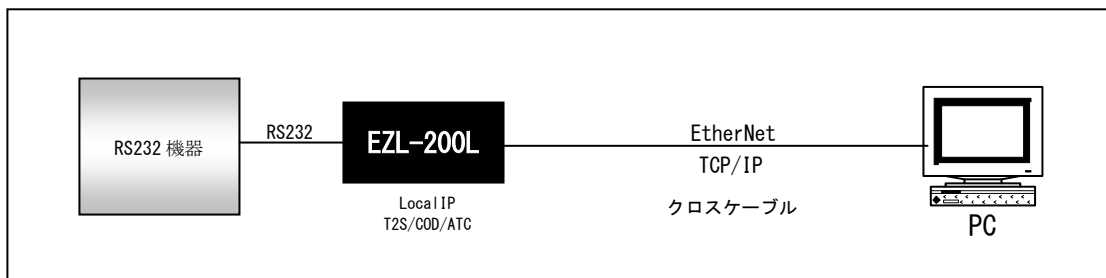 RS232 機器
RS232
EZL-200L
LocalIP
T2S/COD/ATC
EtherNet
TCP/IP
クロスケーブル
PC